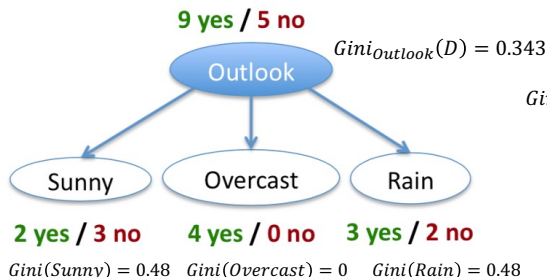 9 yes / 5 no
Gini_Outlook(D) = 0.343
Outlook
Sunny
Overcast
Rain
2 yes / 3 no
4 yes / 0 no
3 yes / 2 no
Gini(Sunny) = 0.48
Gini(Overcast) = 0
Gini(Rain) = 0.48